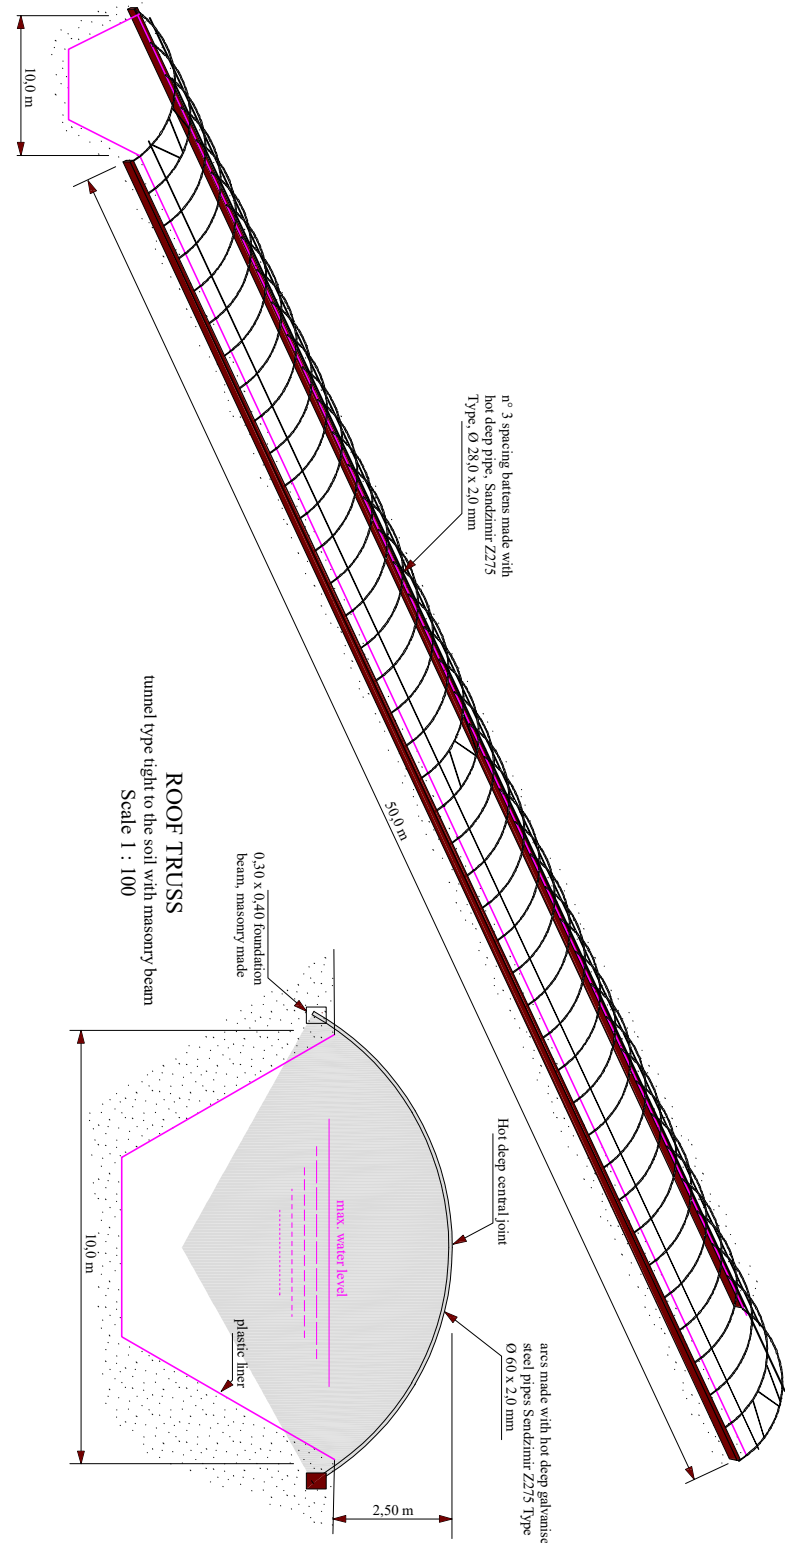 10,0 m
n° 3 spacing battens made with
hot deep pipe, Sandzimir Z275
Type, Ø 28,0 x 2,0 mm
50,0 m
ROOF TRUSS
tunnel type tight to the soil with masonry beam
Scale 1 : 100
0,30 x 0,40 foundation
beam, masonry made
Hot deep central joint
arcs made with hot deep galvanise
steel pipes Sendzimir Z275 Type
Ø 60 x 2,0 mm
max. water level
plastic liner
10,0 m
2,50 m